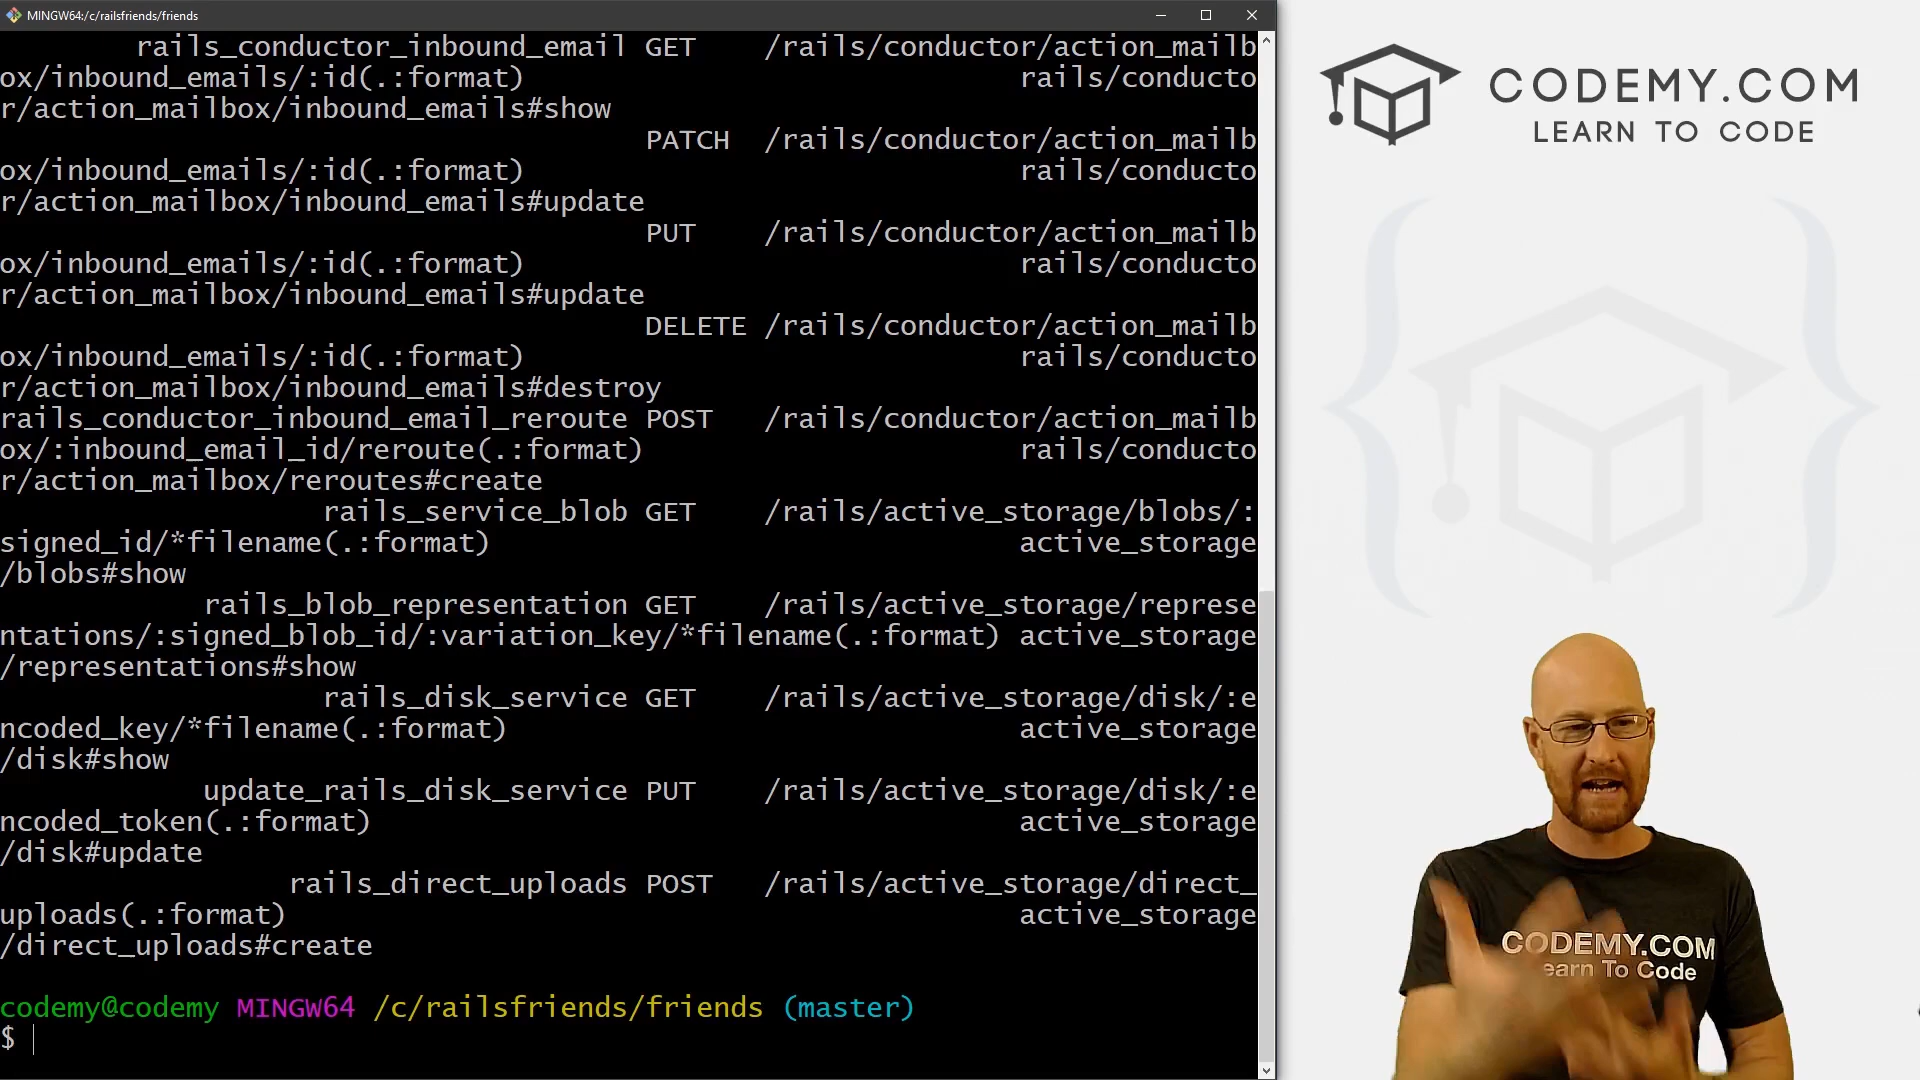 MINGW64:/c/railsfriends/friends
rails_conductor_inbound_email GET /rails/conductor/action_mailb
ox/inbound_emails/:id(.:format) rails/conducto
r/action_mailbox/inbound_emails#show
PATCH /rails/conductor/action_mailb
ox/inbound_emails/:id(.:format) rails/conducto
r/action_mailbox/inbound_emails#update
PUT /rails/conductor/action_mailb
ox/inbound_emails/:id(.:format) rails/conducto
r/action_mailbox/inbound_emails#update
DELETE /rails/conductor/action_mailb
ox/inbound_emails/:id(.:format) rails/conducto
r/action_mailbox/inbound_emails#destroy
rails_conductor_inbound_email_reroute POST /rails/conductor/action_mailb
ox/:inbound_email_id/reroute(.:format) rails/conducto
r/action_mailbox/reroutes#create
rails_service_blob GET /rails/active_storage/blobs/:
signed_id/*filename(.:format) active_storage
/blobs#show
rails_blob_representation GET /rails/active_storage/represe
ntations/:signed_blob_id/:variation_key/*filename(.:format) active_storage
/representations#show
rails_disk_service GET /rails/active_storage/disk/:e
ncoded_key/*filename(.:format) active_storage
/disk#show
update_rails_disk_service PUT /rails/active_storage/disk/:e
ncoded_token(.:format) active_storage
/disk#update
rails_direct_uploads POST /rails/active_storage/direct_
uploads(.:format) active_storage
/direct_uploads#create
codemy@codemy MINGW64 /c/railsfriends/friends (master)
$
CODEMY.COM
LEARN TO CODE
CODEMY.COM
earn To Code